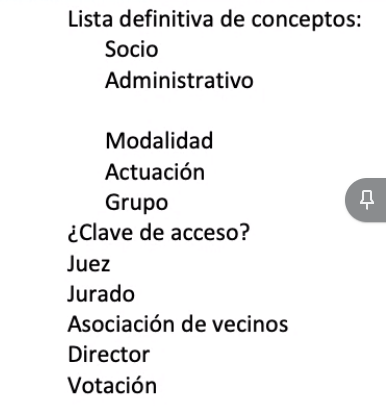 Lista definitiva de conceptos:
Socio
Administrativo
Modalidad
Actuación
Grupo
¿Clave de acceso?
Juez
Jurado
Asociación de vecinos
Director
Votación